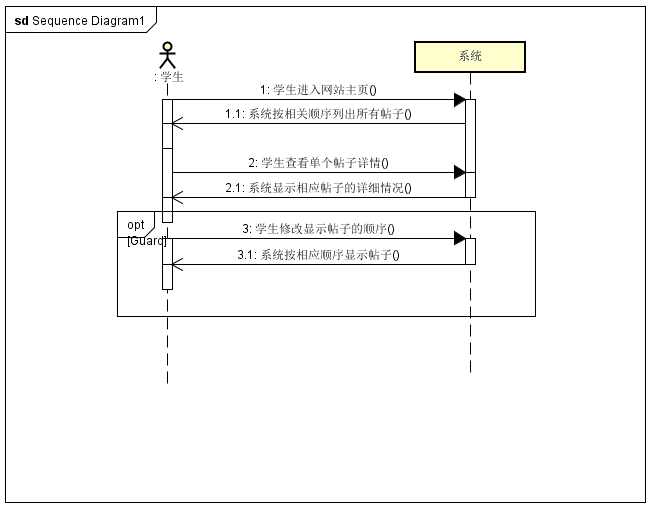 sd Sequence Diagram1
系统
: 学生
1: 学生进入网站主页()
1.1: 系统按相关顺序列出所有帖子()
2: 学生查看单个帖子详情()
2.1: 系统显示相应帖子的详细情况()
opt
[Guard]
3: 学生修改显示帖子的顺序()
3.1: 系统按相应顺序显示帖子()